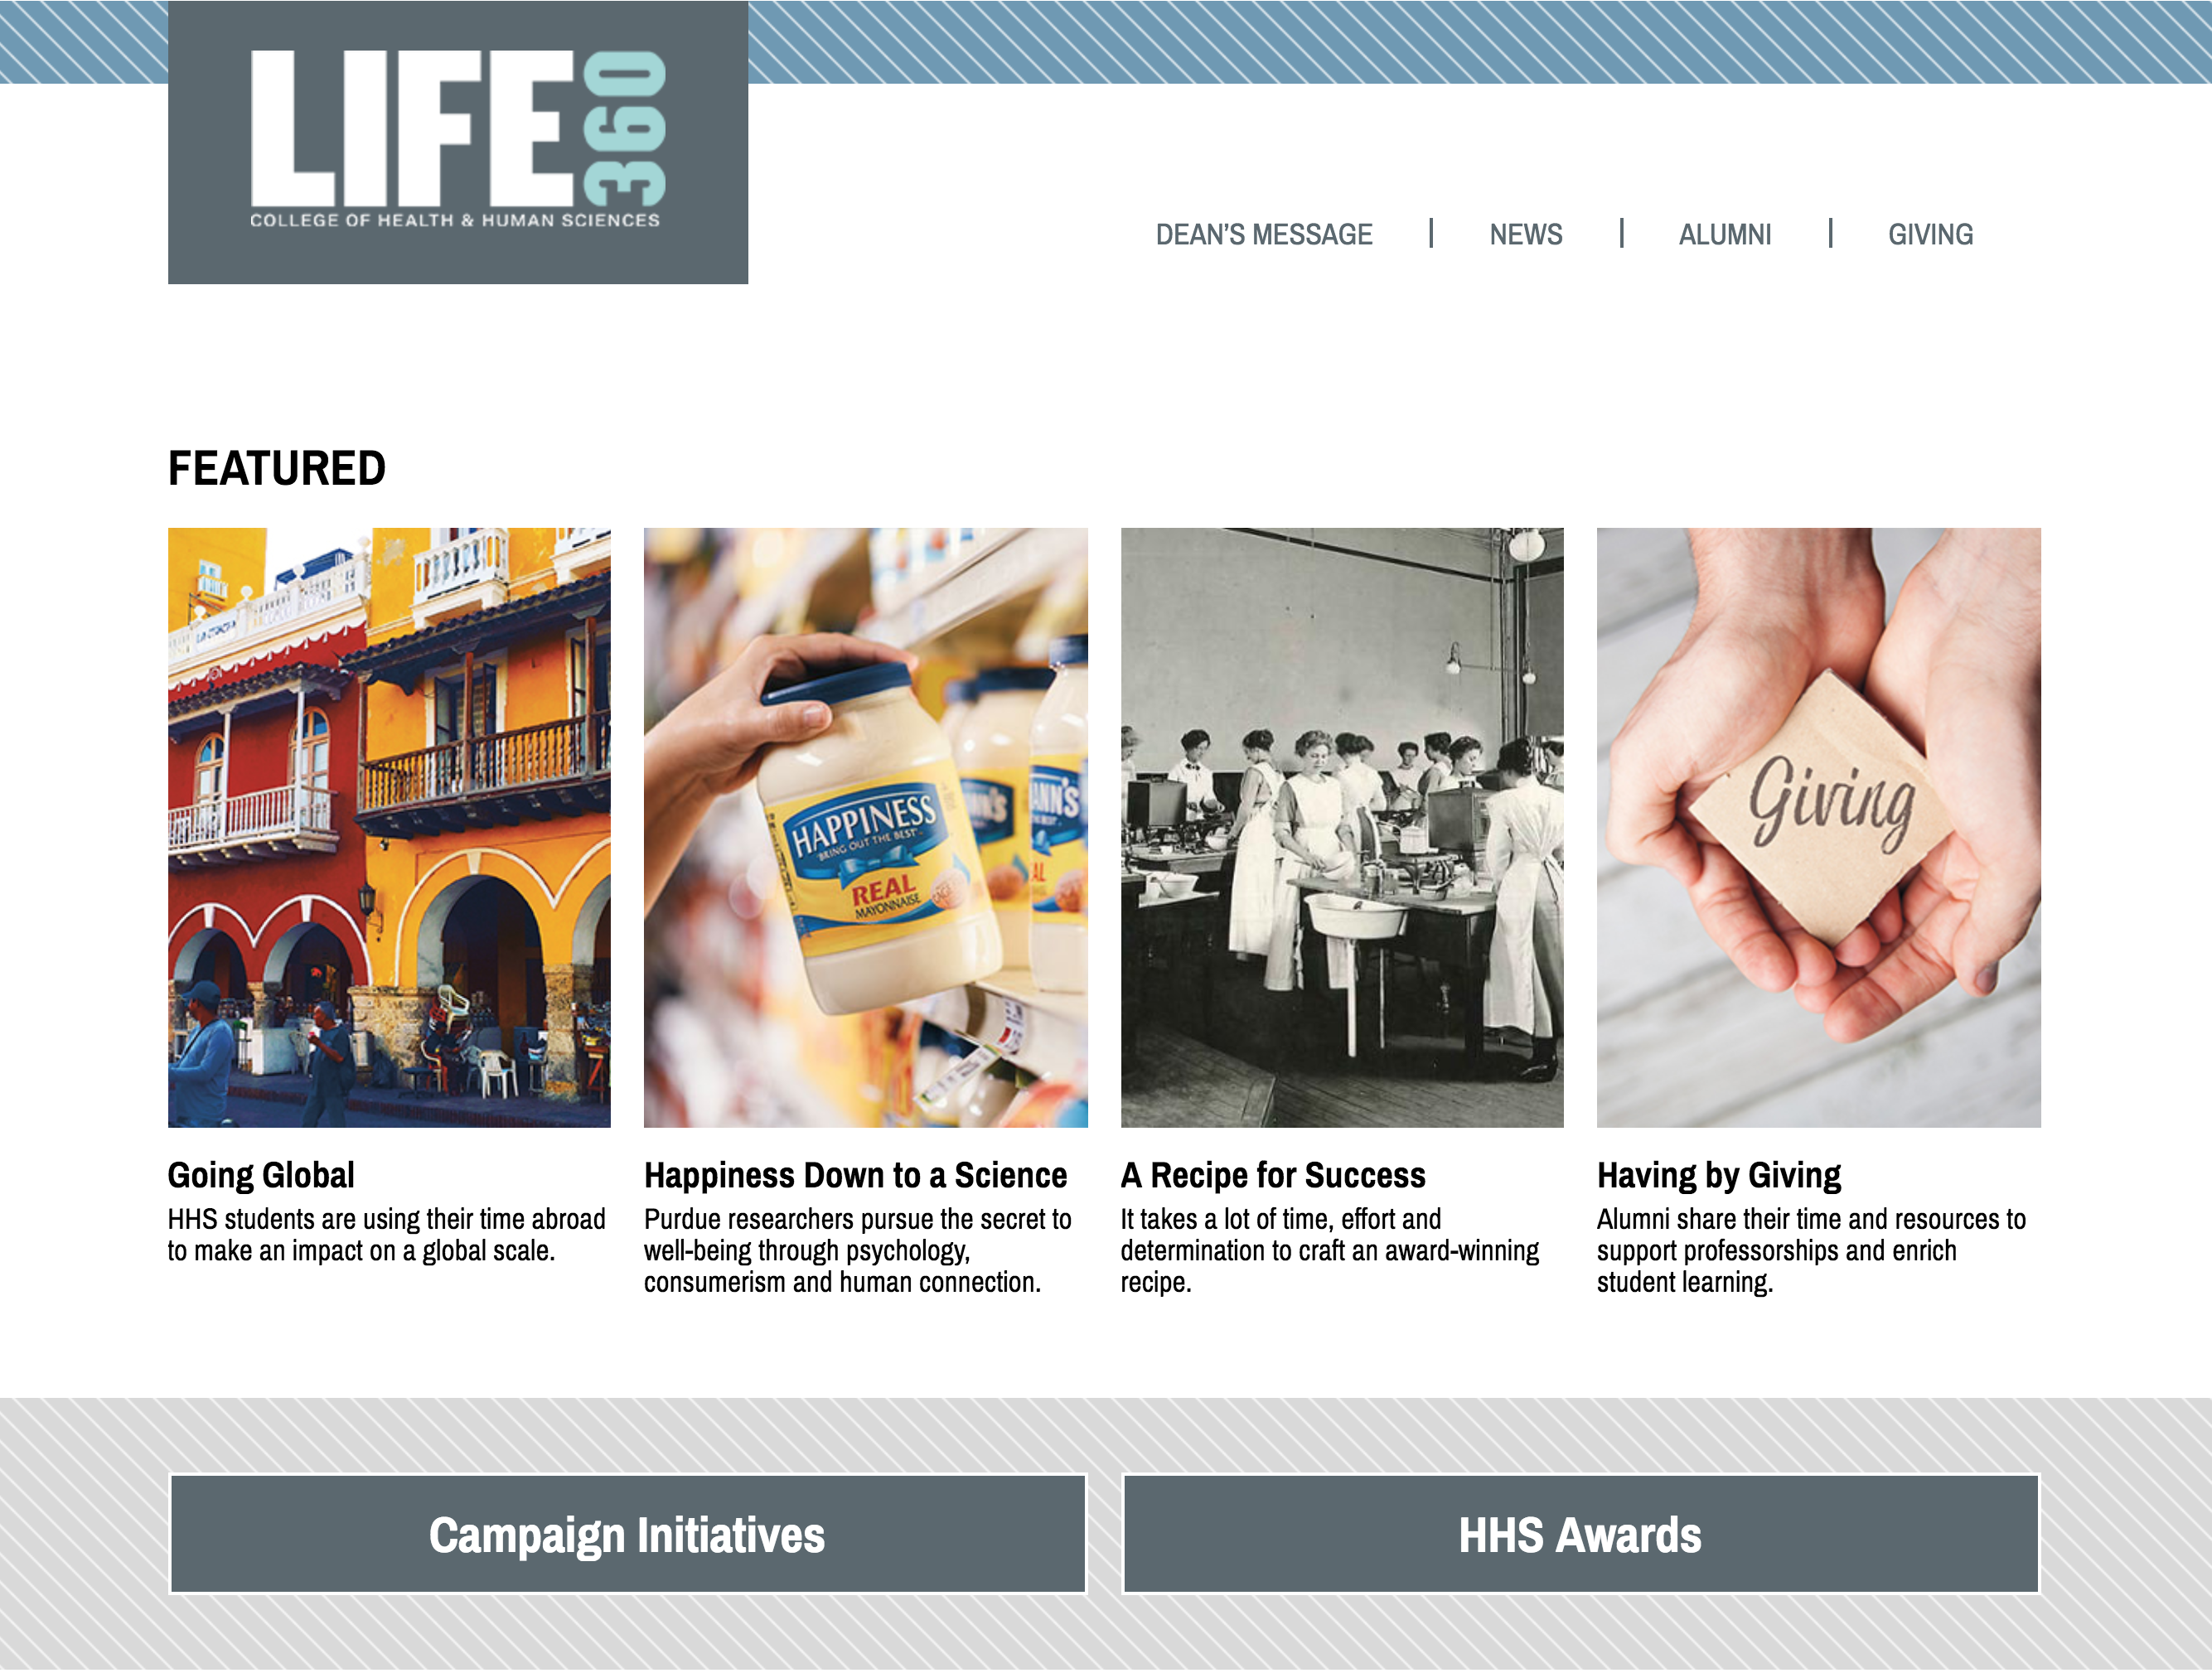 LIFE 360
COLLEGE OF HEALTH & HUMAN SCIENCES
DEAN’S MESSAGE | NEWS | ALUMNI | GIVING
FEATURED
HAPPINESS
BRING OUT THE BEST
REAL
MAYONNAISE
ANN'S
Giving
Going Global
HHS students are using their time abroad
to make an impact on a global scale.
Happiness Down to a Science
Purdue researchers pursue the secret to
well-being through psychology,
consumerism and human connection.
A Recipe for Success
It takes a lot of time, effort and
determination to craft an award-winning
recipe.
Having by Giving
Alumni share their time and resources to
support professorships and enrich
student learning.
Campaign Initiatives
HHS Awards